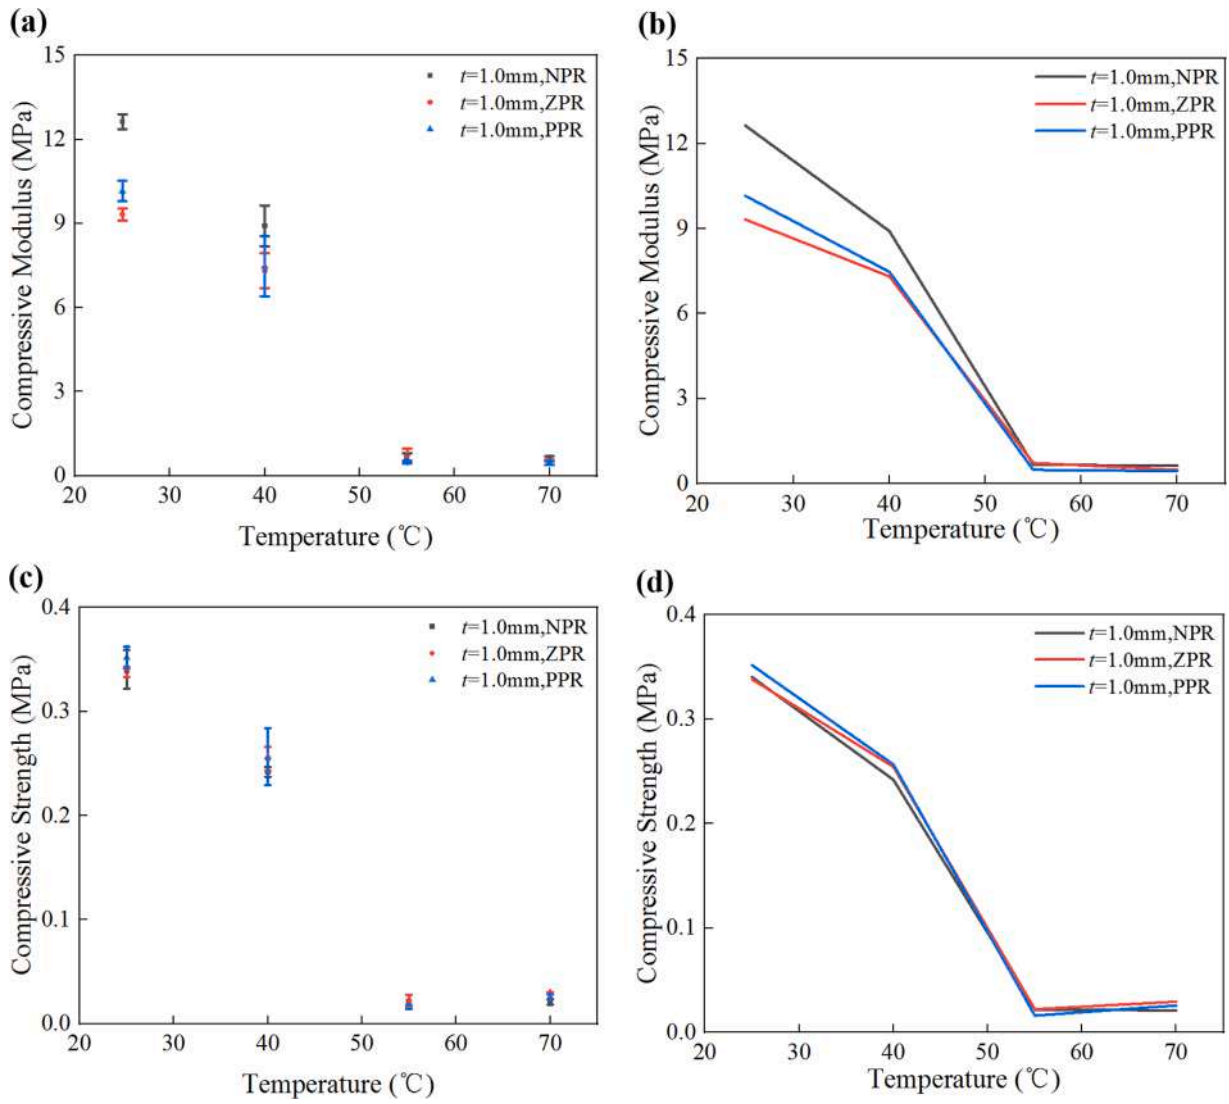 (a)
15
12
9
6
3
0
Compressive Modulus (MPa)
t=1.0mm,NPR
t=1.0mm,ZPR
t=1.0mm,PPR
20 30 40 50 60 70
Temperature (℃)
(b)
15
12
9
6
3
0
Compressive Modulus (MPa)
t=1.0mm,NPR
t=1.0mm,ZPR
t=1.0mm,PPR
20 30 40 50 60 70
Temperature (℃)
(c)
0.4
0.3
0.2
0.1
0.0
Compressive Strength (MPa)
t=1.0mm,NPR
t=1.0mm,ZPR
t=1.0mm,PPR
20 30 40 50 60 70
Temperature (℃)
(d)
0.4
0.3
0.2
0.1
0.0
Compressive Strength (MPa)
t=1.0mm,NPR
t=1.0mm,ZPR
t=1.0mm,PPR
20 30 40 50 60 70
Temperature (℃)